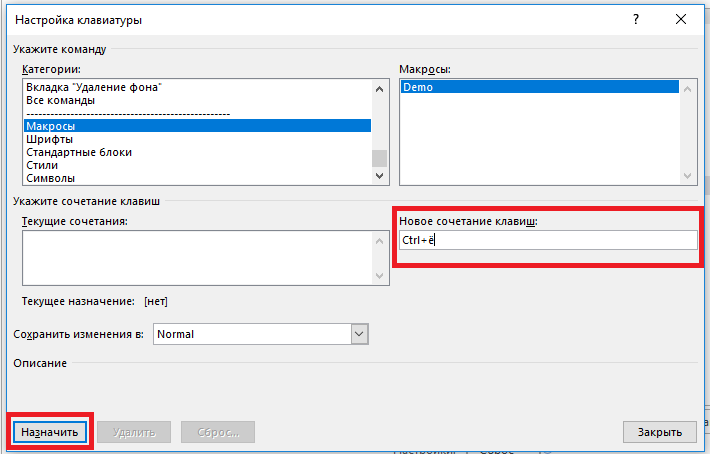 Настройка клавиатуры
?
Укажите команду
Категории:
Макросы:
Вкладка "Удаление фона"
Все команды
------------------------------------------------
Макросы
Шрифты
Стандартные блоки
Стили
Символы
Demo
Укажите сочетание клавиш
Текущие сочетания:
Новое сочетание клавиш:
Ctrl+ё
Текущее назначение: [нет]
Сохранить изменения в: Normal
Описание
Назначить
Удалить
Сброс...
Закрыть